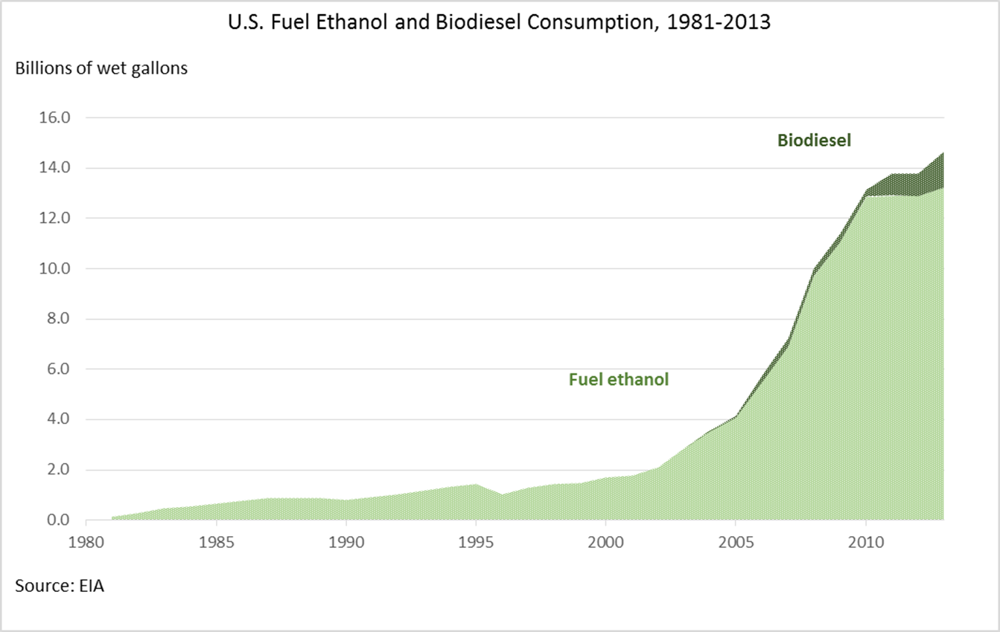 U.S. Fuel Ethanol and Biodiesel Consumption, 1981-2013
Billions of wet gallons
16.0
Biodiesel
14.0
12.0
10.0
8.0
6.0
Fuel ethanol
4.0
2.0
0.0
1980 1985 1990 1995 2000 2005 2010
Source: EIA